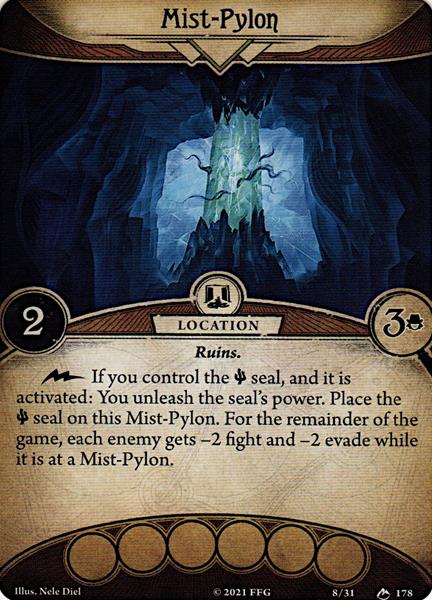 Mist-Pylon
2
LOCATION
3
Ruins.
If you control the seal, and it is
activated: You unleash the seal's power. Place the
seal on this Mist-Pylon. For the remainder of the
game, each enemy gets –2 fight and –2 evade while
it is at a Mist-Pylon.
Illus. Nele Diel © 2021 FFG 8/31 178